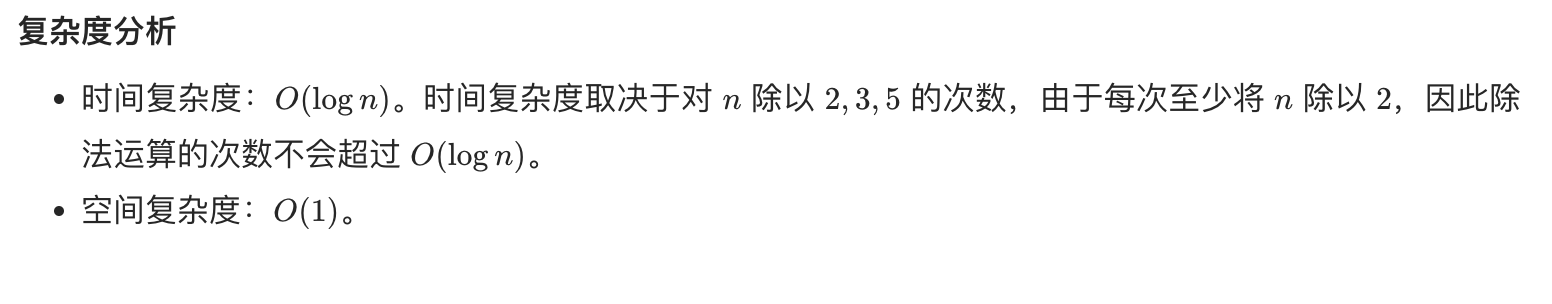 复杂度分析
• 时间复杂度：O(log n)。时间复杂度取决于对 n 除以 2, 3, 5 的次数，由于每次至少将 n 除以 2，因此除
法运算的次数不会超过 O(log n)。
• 空间复杂度：O(1)。